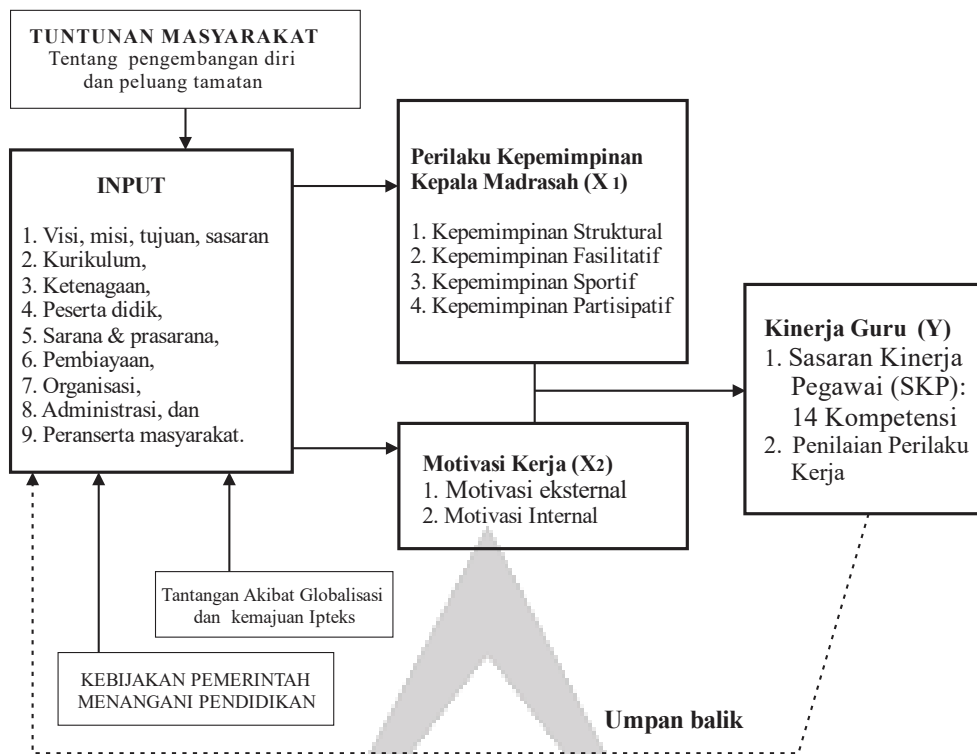 TUNTUNAN MASYARAKAT
Tentang pengembangan diri
dan peluang tamatan
INPUT
1. Visi, misi, tujuan, sasaran
2. Kurikulum,
3. Ketenagaan,
4. Peserta didik,
5. Sarana & prasarana,
6. Pembiayaan,
7. Organisasi,
8. Administrasi, dan
9. Peranserta masyarakat.
Perilaku Kepemimpinan
Kepala Madrasah (X 1)
1. Kepemimpinan Struktural
2. Kepemimpinan Fasilitatif
3. Kepemimpinan Sportif
4. Kepemimpinan Partisipatif
Motivasi Kerja (X2)
1. Motivasi eksternal
2. Motivasi Internal
Kinerja Guru (Y)
1. Sasaran Kinerja
Pegawai (SKP):
14 Kompetensi
2. Penilaian Perilaku
Kerja
Tantangan Akibat Globalisasi
dan kemajuan Ipteks
KEBIJAKAN PEMERINTAH
MENANGANI PENDIDIKAN
Umpan balik